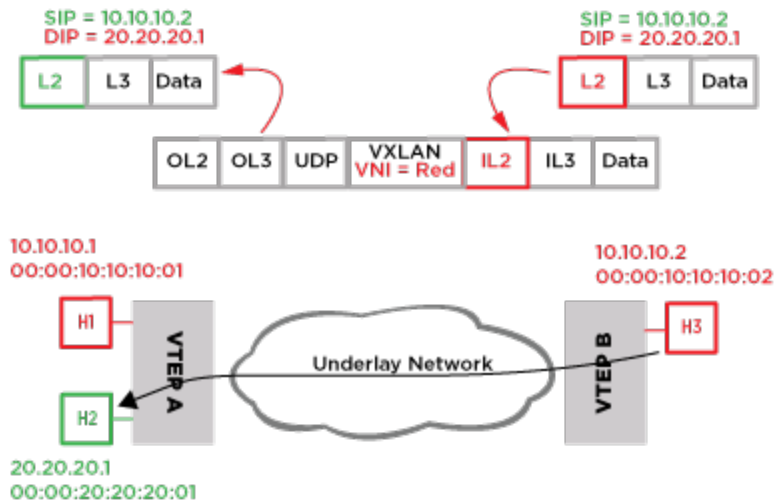 SIP = 10.10.10.2
DIP = 20.20.20.1
L2 L3 Data
SIP = 10.10.10.2
DIP = 20.20.20.1
L2 L3 Data
OL2 OL3 UDP VXLAN VNI = Red IL2 IL3 Data
10.10.10.1
00:00:10:10:10:01
10.10.10.2
00:00:10:10:10:02
H1
VTEP A
Underlay Network
VTEP B
H3
H2
20.20.20.1
00:00:20:20:20:01